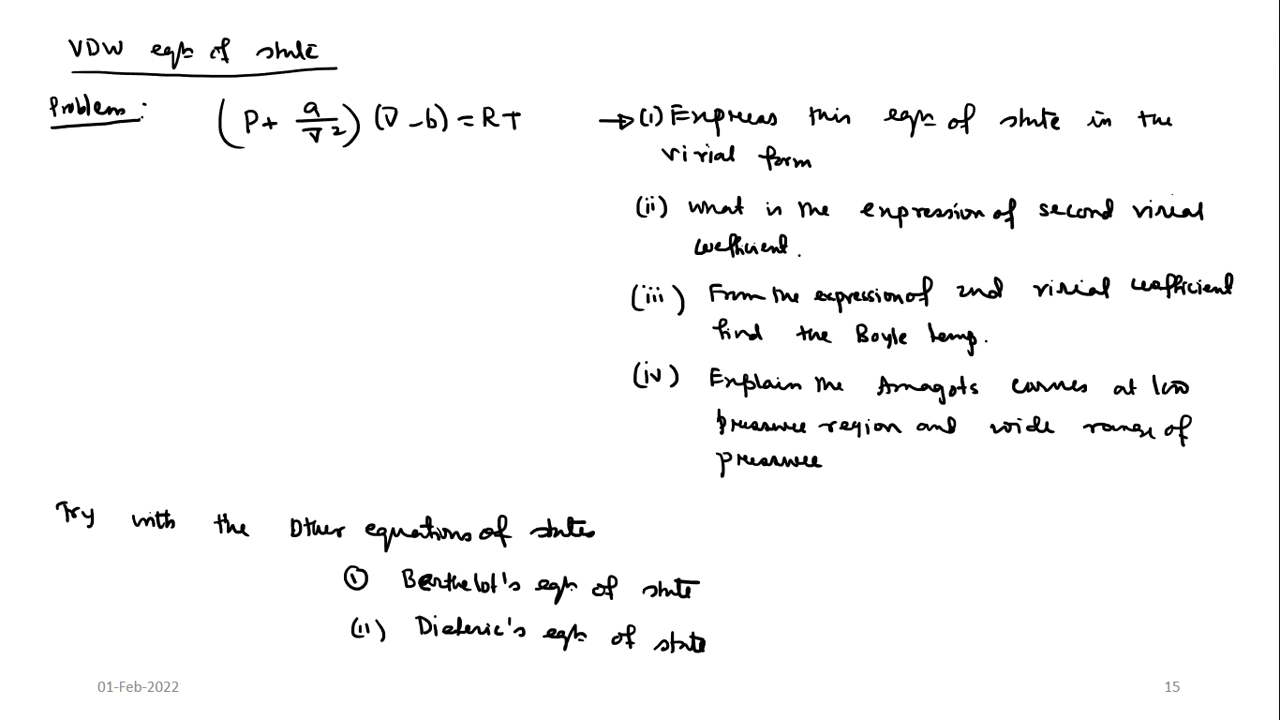 VDW eqn of state
Problem: (P + a/V̅²) (V̅ - b) = RT → (i) Express this eqn of state in the
virial form
(ii) What is the expression of second virial
coefficient.
(iii) From the expression of 2nd virial coefficient
find the Boyle temp.
(iv) Explain the Amagats curves at low
pressure region and wide range of
pressure
Try with the other equations of states
(i) Berthelot's eqn of state
(ii) Dieteric's eqn of state
01-Feb-2022
15